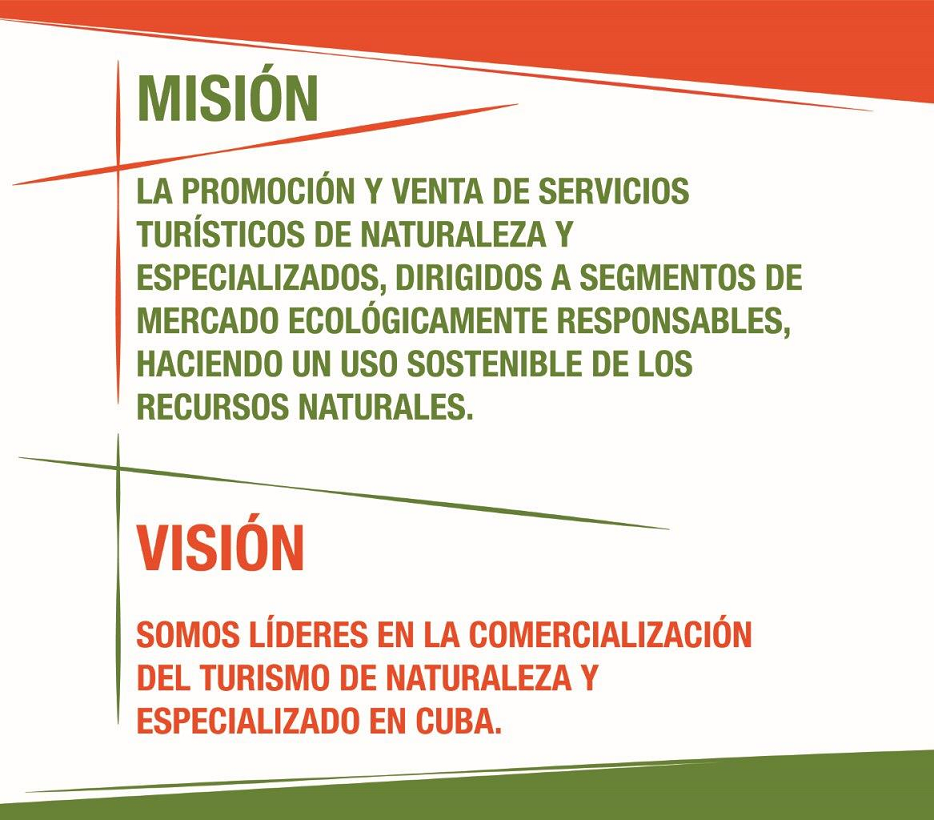 MISIÓN
LA PROMOCIÓN Y VENTA DE SERVICIOS
TURÍSTICOS DE NATURALEZA Y
ESPECIALIZADOS, DIRIGIDOS A SEGMENTOS DE
MERCADO ECOLÓGICAMENTE RESPONSABLES,
HACIENDO UN USO SOSTENIBLE DE LOS
RECURSOS NATURALES.
VISIÓN
SOMOS LÍDERES EN LA COMERCIALIZACIÓN
DEL TURISMO DE NATURALEZA Y
ESPECIALIZADO EN CUBA.